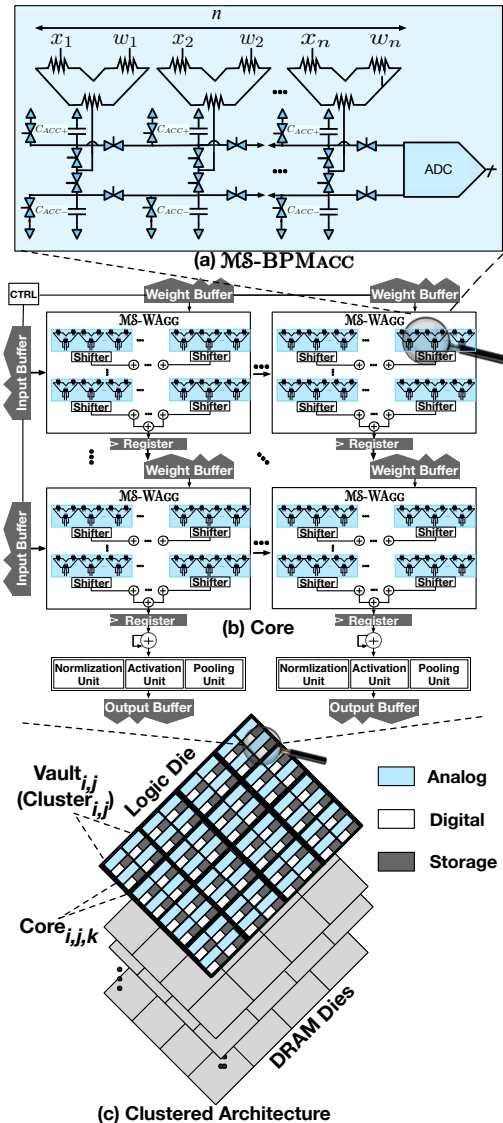 n
x1 w1 x2 w2 xn wn
CACC+ CACC+ CACC+
ADC
CACC− CACC− CACC−
(a) MS-BPMACC
CTRL
Weight Buffer Weight Buffer
Input Buffer
MS-WAGG MS-WAGG
Shifter Shifter Shifter Shifter
Shifter Shifter Shifter Shifter
Register Register
Weight Buffer Weight Buffer
Input Buffer
MS-WAGG MS-WAGG
Shifter Shifter Shifter Shifter
Shifter Shifter Shifter Shifter
Register Register
(b) Core
Normlization Unit Activation Unit Pooling Unit Normlization Unit Activation Unit Pooling Unit
Output Buffer Output Buffer
Logic Die
Vaulti,j
(Clusteri,j)
Corei,j,k
Analog
Digital
Storage
DRAM Dies
(c) Clustered Architecture